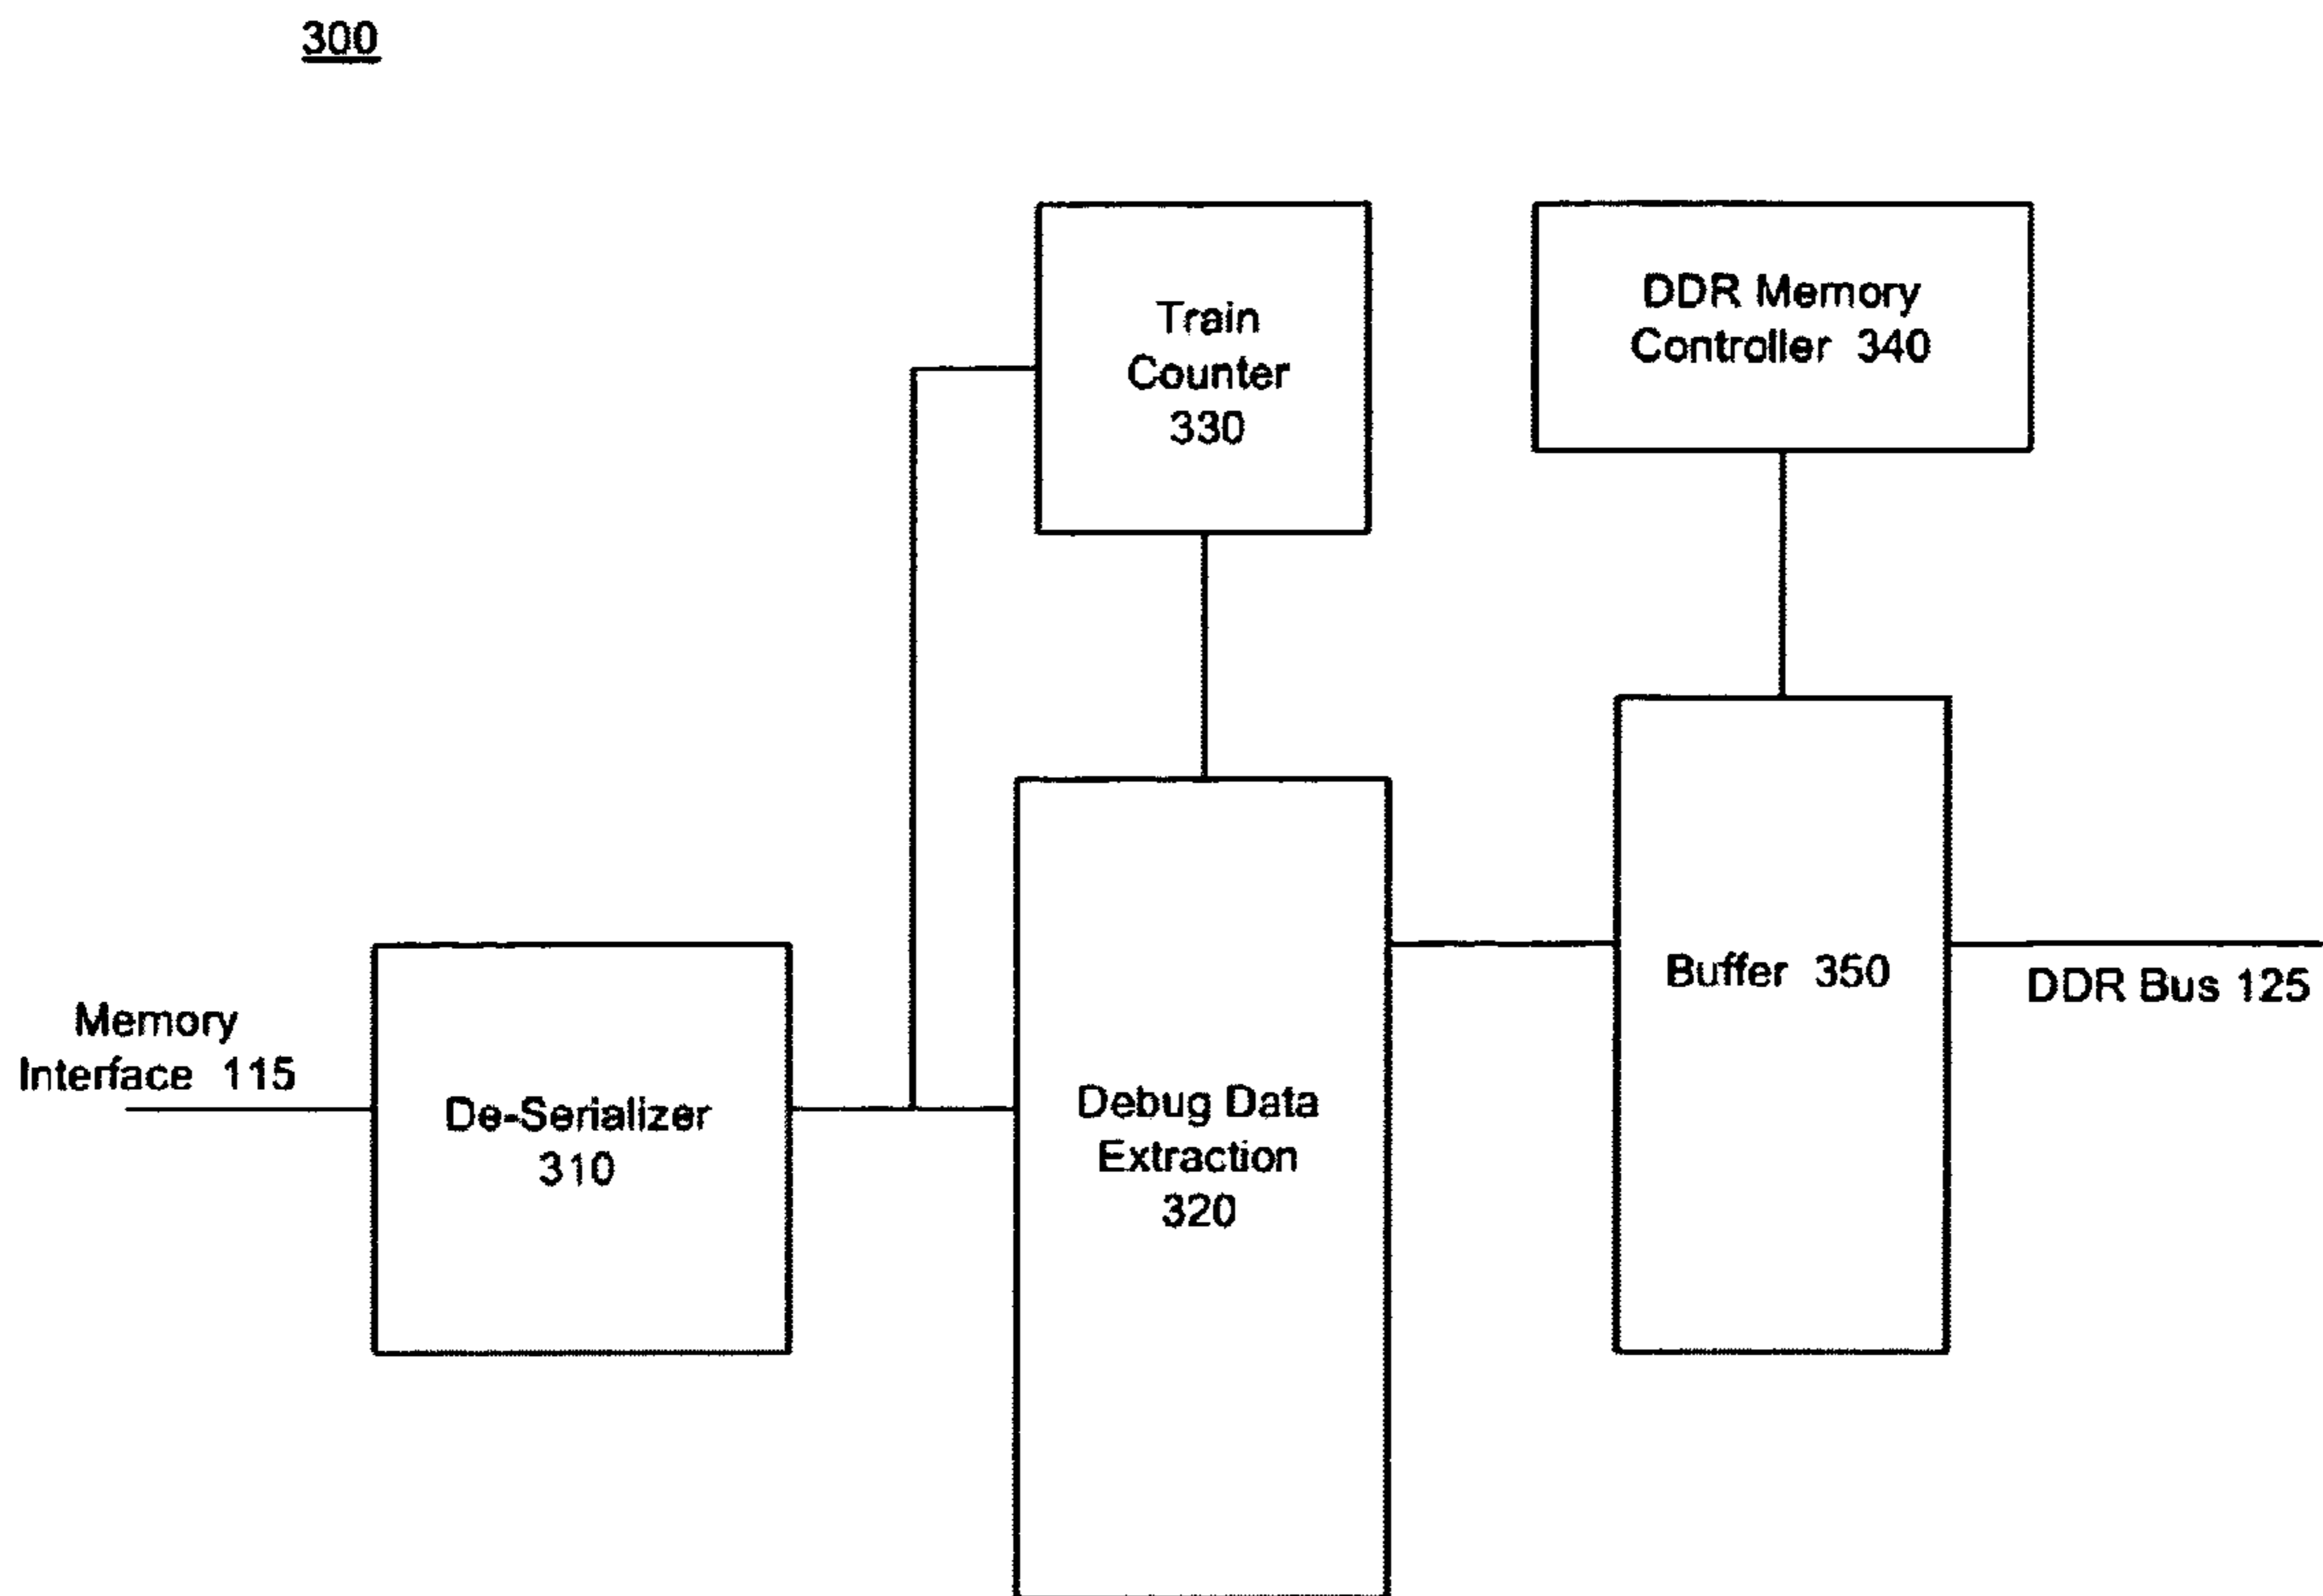 300
Train
Counter
330
DDR Memory
Controller 340
Memory
Interface 115
De-Serializer
310
Debug Data
Extraction
320
Buffer 350
DDR Bus 125